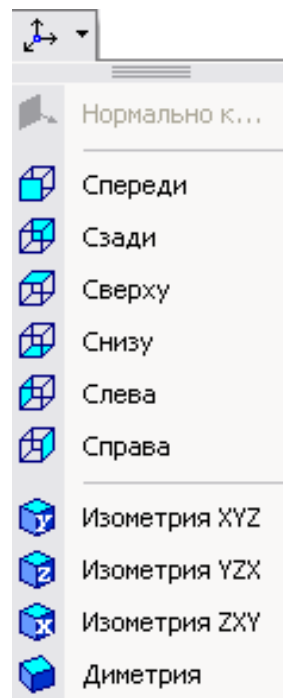 Нормально к...
Спереди
Сзади
Сверху
Снизу
Слева
Справа
Изометрия XYZ
Изометрия YZX
Изометрия ZXY
Диметрия